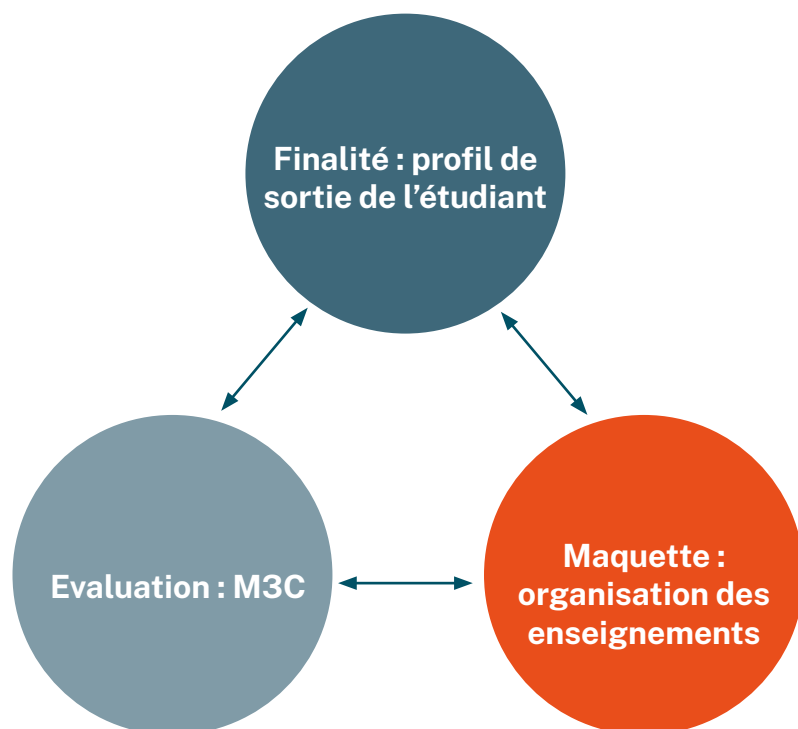 Finalité : profil de
sortie de l’étudiant
Evaluation : M3C
Maquette :
organisation des
enseignements